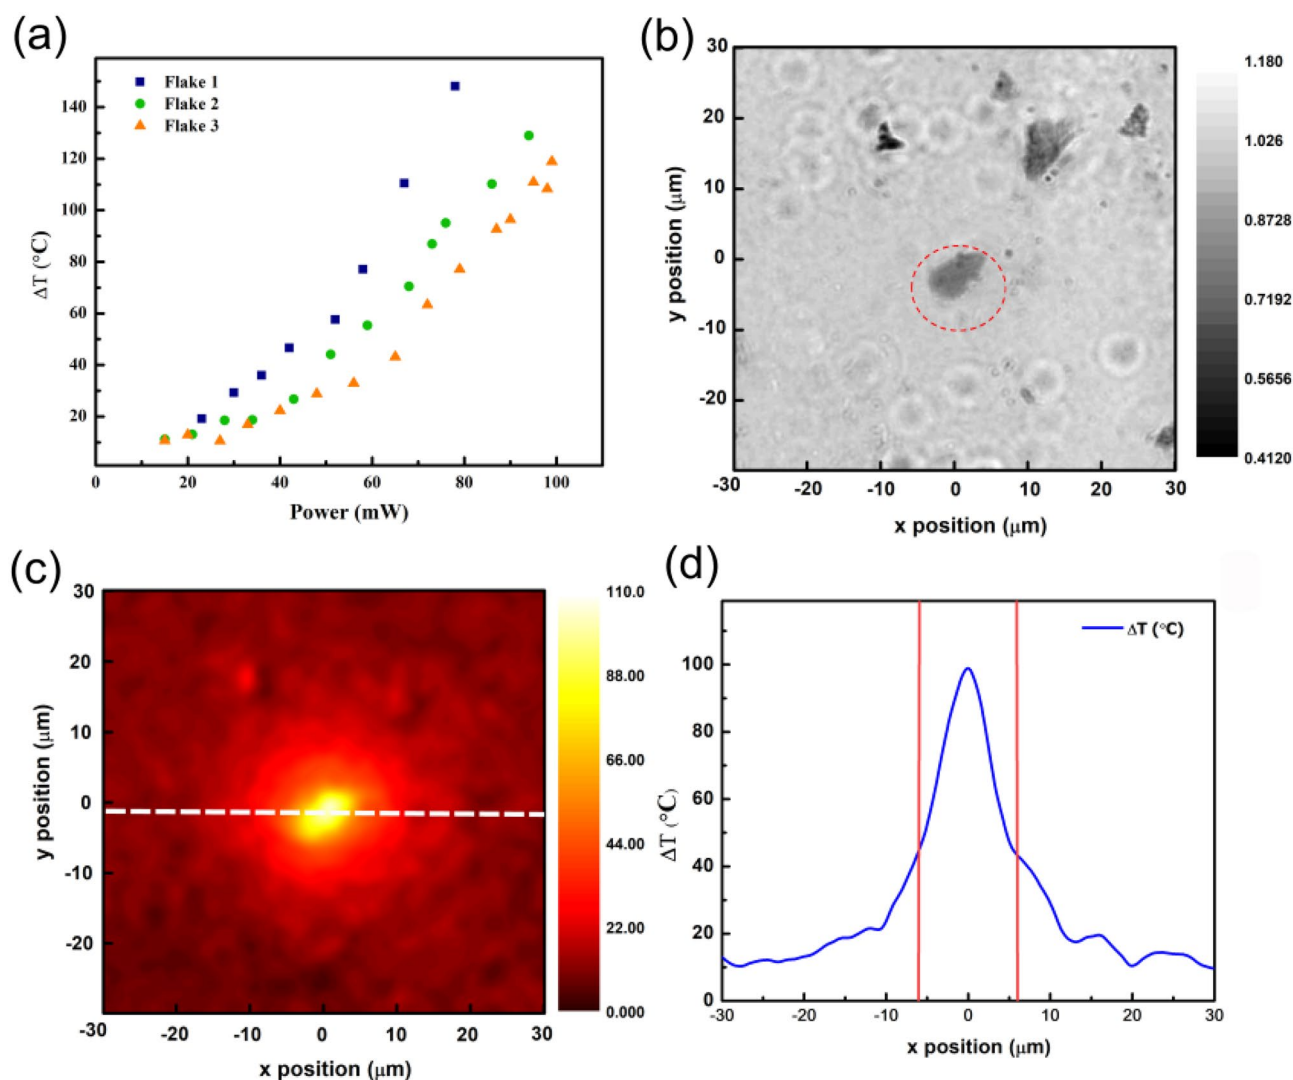 (a)
Flake 1
Flake 2
Flake 3
140
120
100
80
60
40
20
ΔT (°C)
0 20 40 60 80 100
Power (mW)
(b)
30
20
10
0
-10
-20
-30
y position (μm)
-30 -20 -10 0 10 20 30
x position (μm)
1.180
1.026
0.8728
0.7192
0.5656
0.4120
(c)
30
20
10
0
-10
-20
-30
y position (μm)
-20 -10 0 10 20 30
x position (μm)
110.0
88.00
66.00
44.00
22.00
0.000
(d)
ΔT (°C)
100
80
60
40
20
0
ΔT (°C)
-30 -20 -10 0 10 20 30
x position (μm)